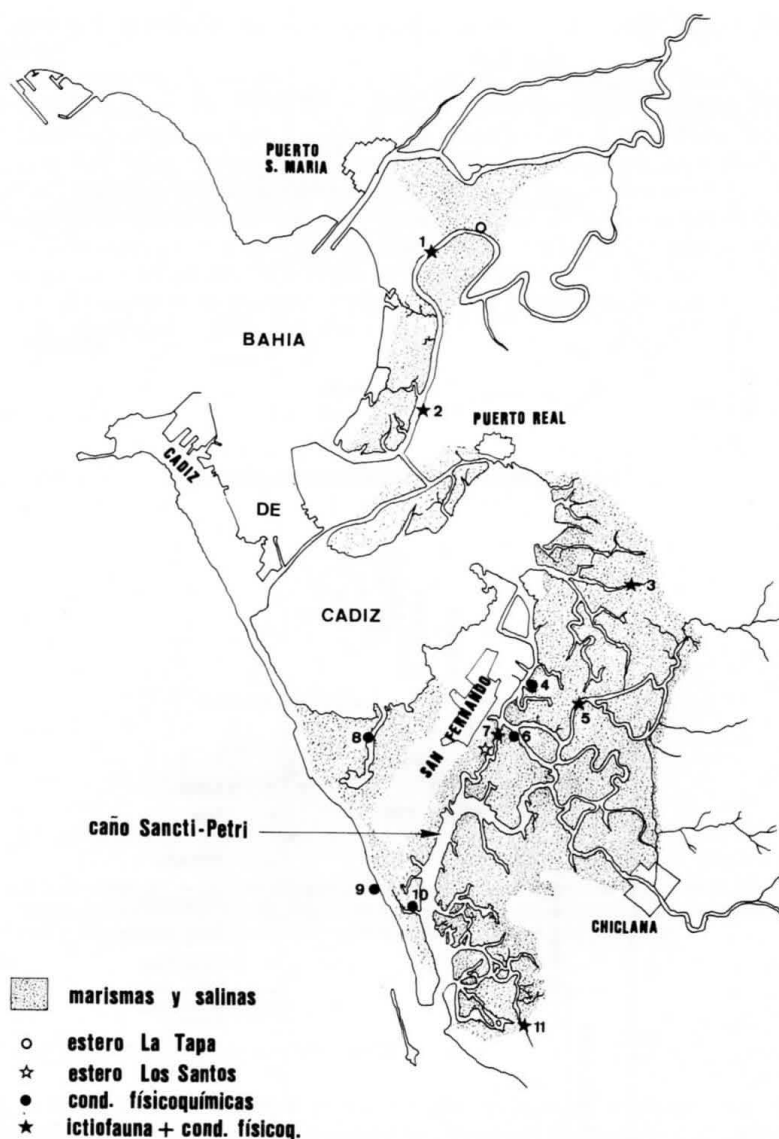 PUERTO
S. MARIA
1
BAHIA
2
PUERTO REAL
CADIZ
DE
3
CADIZ
4
SAN FERNANDO
5
8
7
6
caño Sancti-Petri
9
10
CHICLANA
marismas y salinas
11
estero La Tapa
estero Los Santos
cond. físicoquímicas
ictiofauna + cond. físicoq.